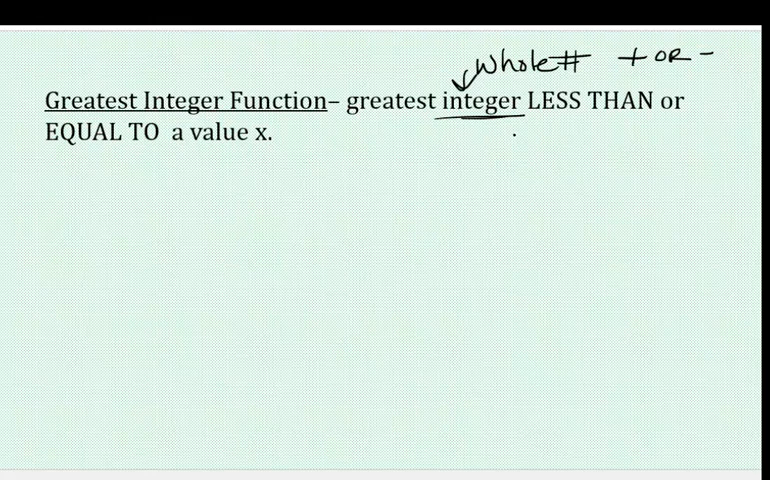 whole# + OR -
Greatest Integer Function– greatest integer LESS THAN or
EQUAL TO a value x.